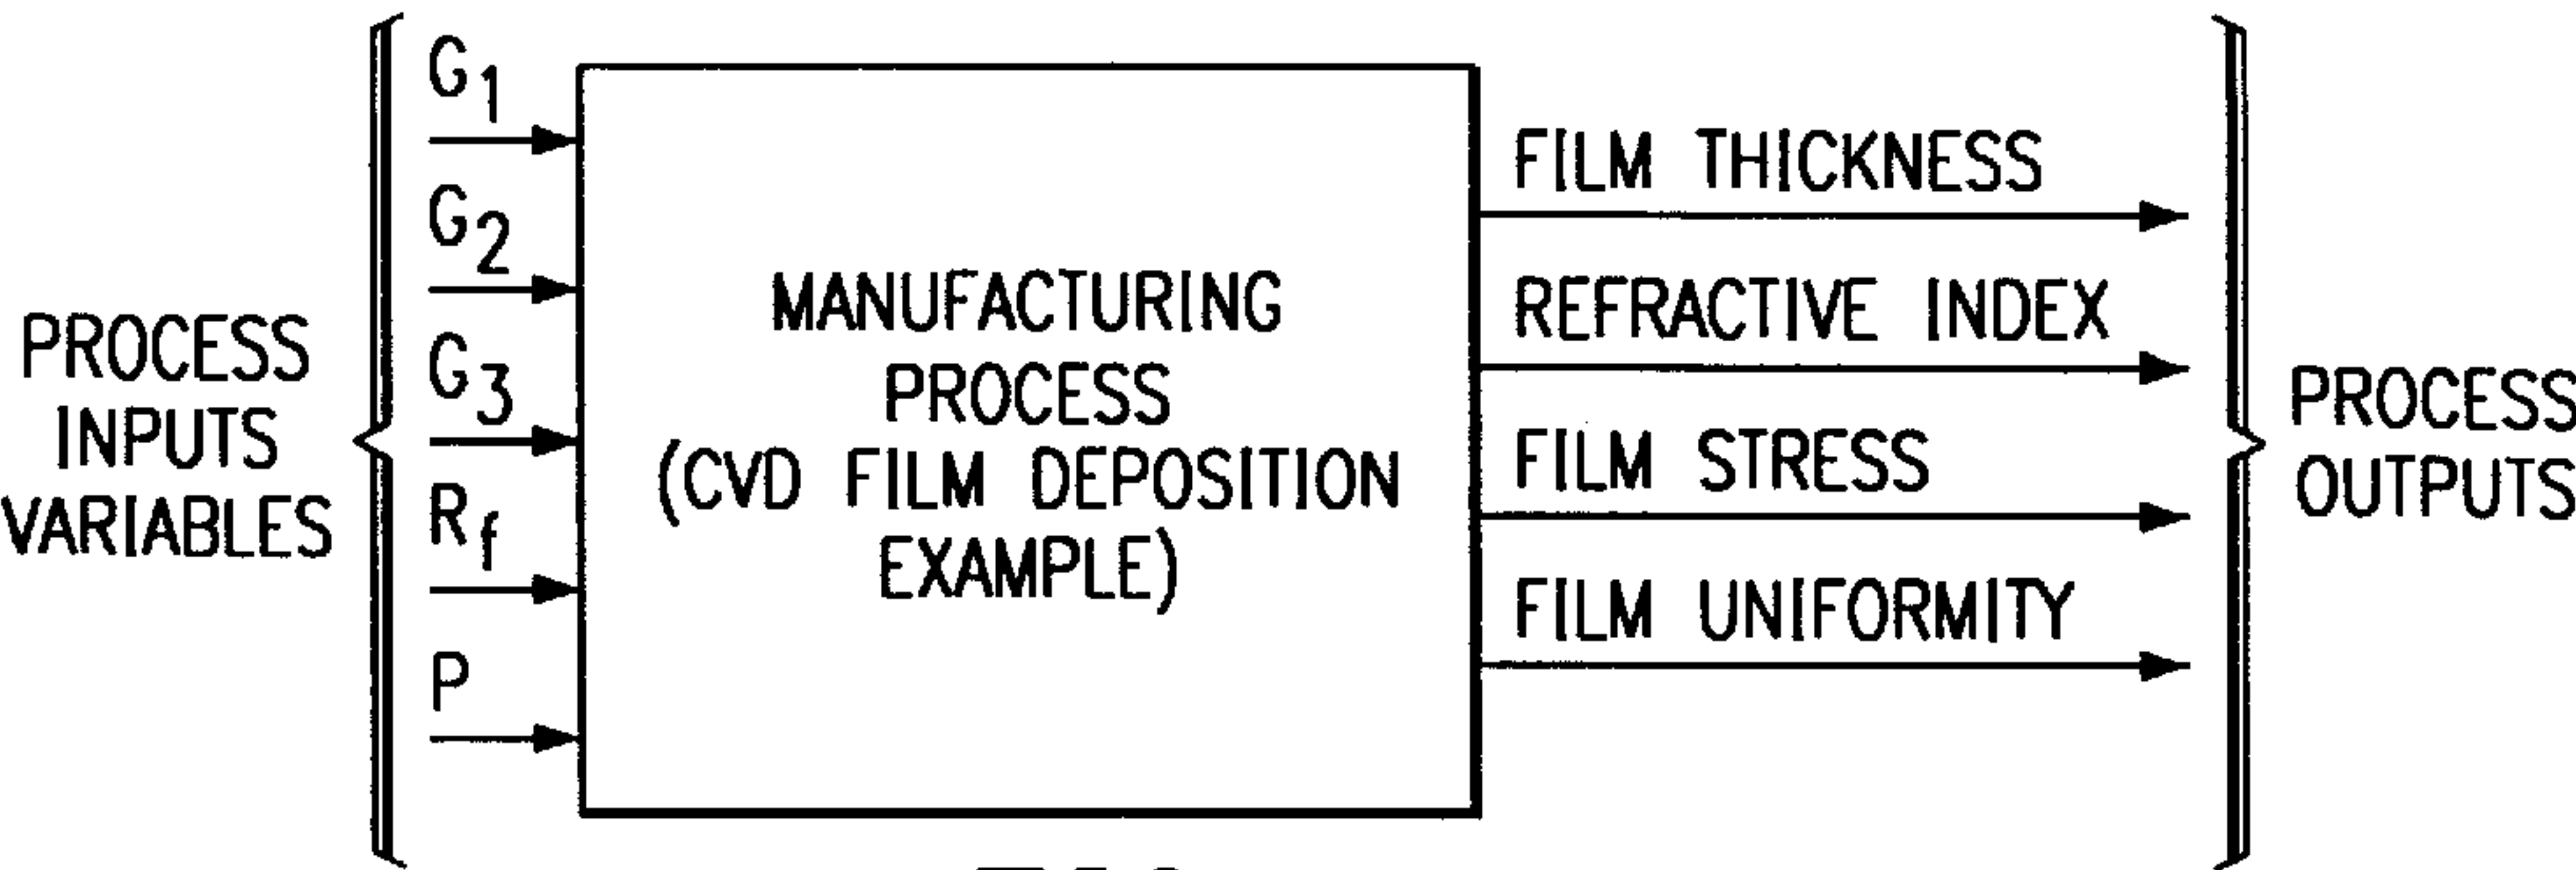 PROCESS
INPUTS
VARIABLES
G1
G2
G3
Rf
P
MANUFACTURING
PROCESS
(CVD FILM DEPOSITION
EXAMPLE)
FILM THICKNESS
REFRACTIVE INDEX
FILM STRESS
FILM UNIFORMITY
PROCESS
OUTPUTS